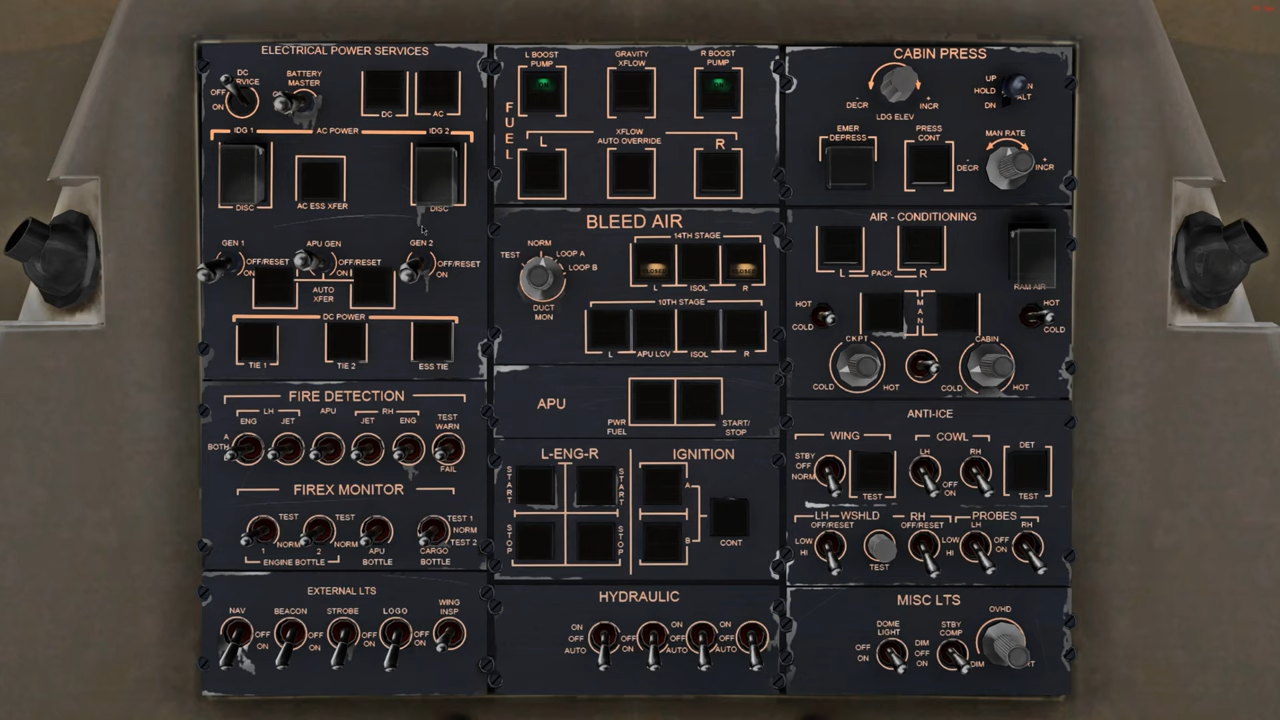 ELECTRICAL POWER SERVICES
DC
BATTERY
MASTER
OFF
ON
DC
AC
IDG 1
AC POWER
IDG 2
DISC
AC ESS XFER
DISC
GEN 1
APU GEN
GEN 2
OFF/RESET
ON
OFF/RESET
ON
OFF/RESET
ON
AUTO
XFER
DC POWER
TIE 1
TIE 2
ESS TIE
FIRE DETECTION
LH
APU
RH
TEST
WARN
ENG
JET
JET
ENG
A
BOTH
FAIL
FIREX MONITOR
TEST
TEST
TEST 1
NORM
TEST 2
NORM
NORM
1
2
ENGINE BOTTLE
APU
BOTTLE
CARGO
BOTTLE
EXTERNAL LTS
NAV
BEACON
STROBE
LOGO
WING
INSP
OFF
ON
OFF
ON
OFF
ON
OFF
ON
L BOOST
PUMP
GRAVITY
XFLOW
R BOOST
PUMP
ON
ON
FUEL
L
XFLOW
AUTO OVERRIDE
R
BLEED AIR
NORM
TEST
LOOP A
LOOP B
DUCT
MON
14TH STAGE
CLOSED
CLOSED
L
ISOL
R
10TH STAGE
L
APU LCV
ISOL
R
APU
PWR
FUEL
START/
STOP
L-ENG-R
START
START
STOP
STOP
IGNITION
A
B
CONT
HYDRAULIC
ON
OFF
AUTO
ON
ON
OFF
AUTO
ON
OFF
AUTO
CABIN PRESS
DECR
-
+
INCR
LDG ELEV
UP
HOLD
DN
EMER
DEPRESS
PRESS
CONT
MAN RATE
-
DECR
+
INCR
AIR - CONDITIONING
L
PACK
R
RAM AIR
HOT
COLD
MAN
HOT
COLD
CKPT
CABIN
COLD
HOT
COLD
HOT
ANTI-ICE
WING
COWL
DET
STBY
OFF
NORM
TEST
LH
RH
OFF
ON
TEST
LH
WSHLD
RH
PROBES
OFF/RESET
OFF/RESET
LH
RH
LOW
HI
LOW
HI
OFF
ON
TEST
MISC LTS
DOME
LIGHT
STBY
COMP
OVHD
OFF
ON
DIM
OFF
ON
DIM